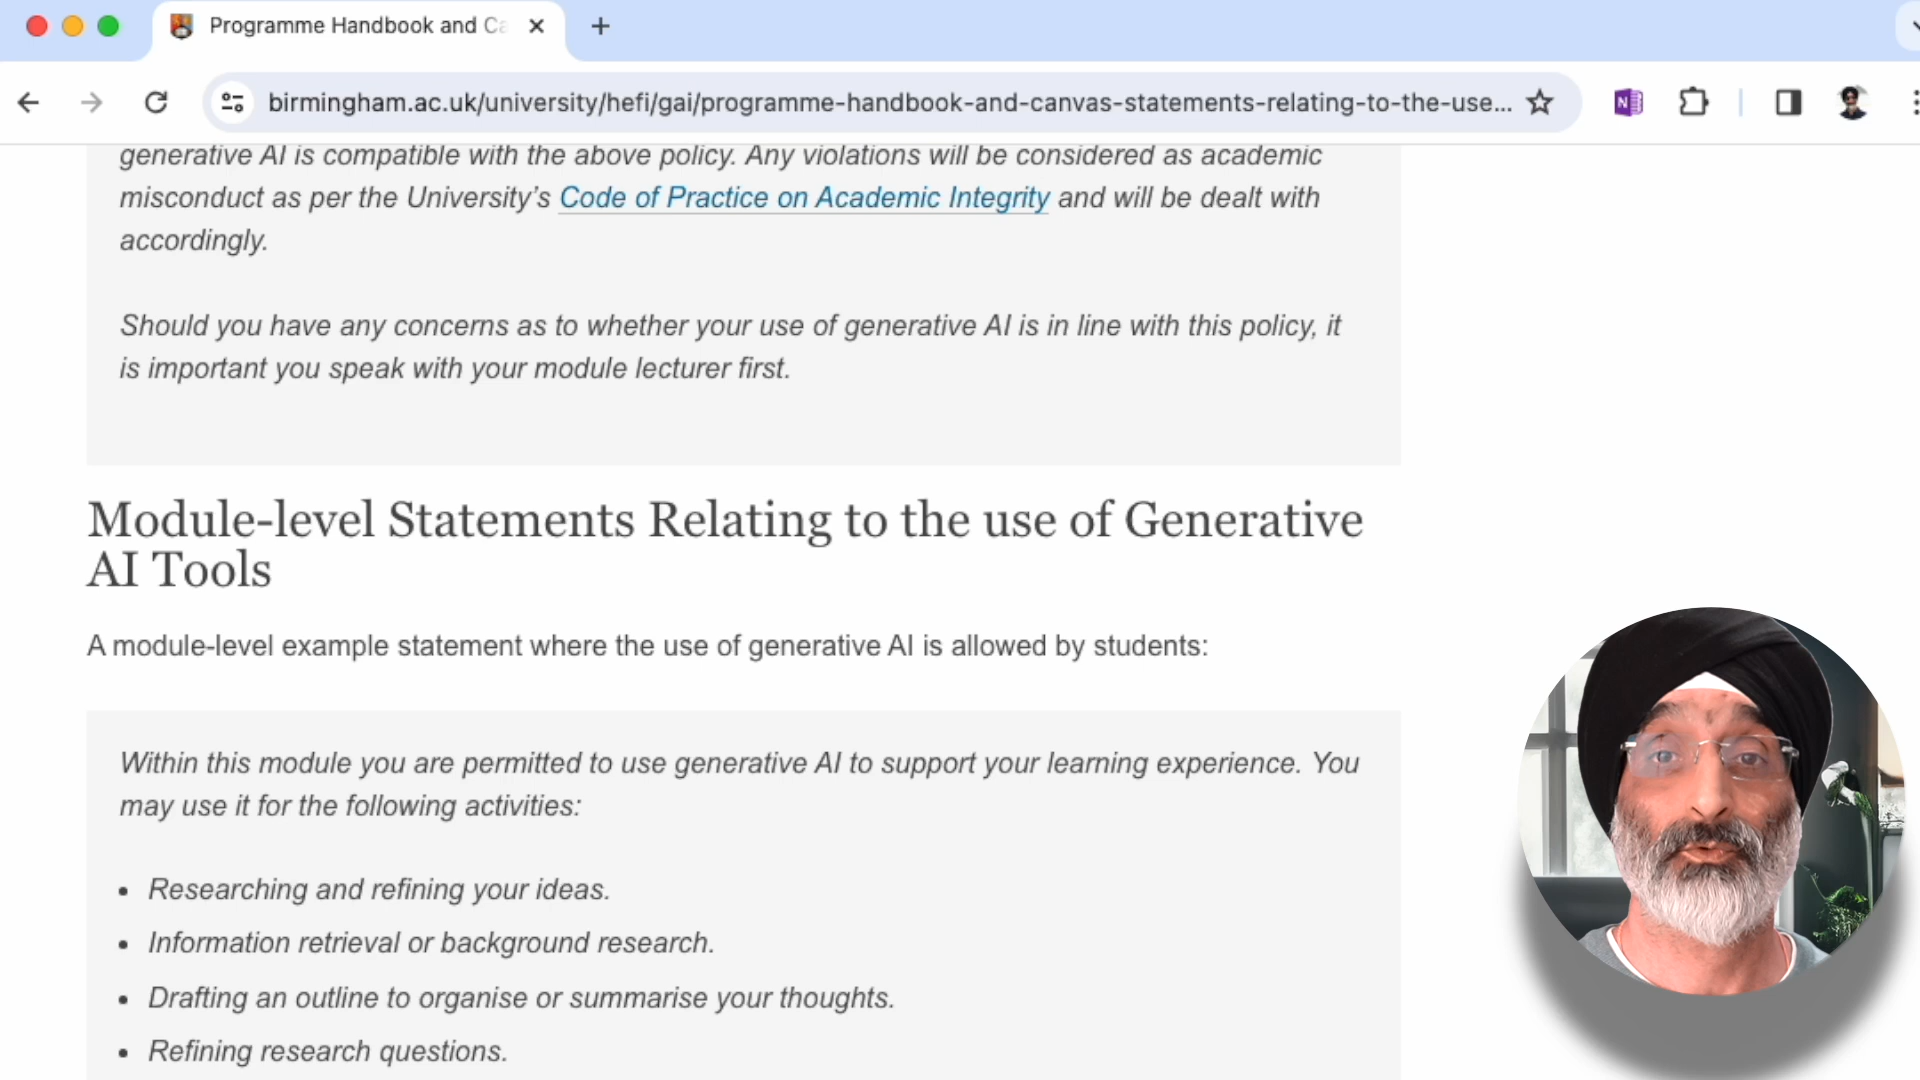 Programme Handbook and Ca
birmingham.ac.uk/university/hefi/gai/programme-handbook-and-canvas-statements-relating-to-the-use...
N
generative AI is compatible with the above policy. Any violations will be considered as academic
misconduct as per the University’s Code of Practice on Academic Integrity and will be dealt with
accordingly.
Should you have any concerns as to whether your use of generative AI is in line with this policy, it
is important you speak with your module lecturer first.
Module-level Statements Relating to the use of Generative
AI Tools
A module-level example statement where the use of generative AI is allowed by students:
Within this module you are permitted to use generative AI to support your learning experience. You
may use it for the following activities:
• Researching and refining your ideas.
• Information retrieval or background research.
• Drafting an outline to organise or summarise your thoughts.
• Refining research questions.